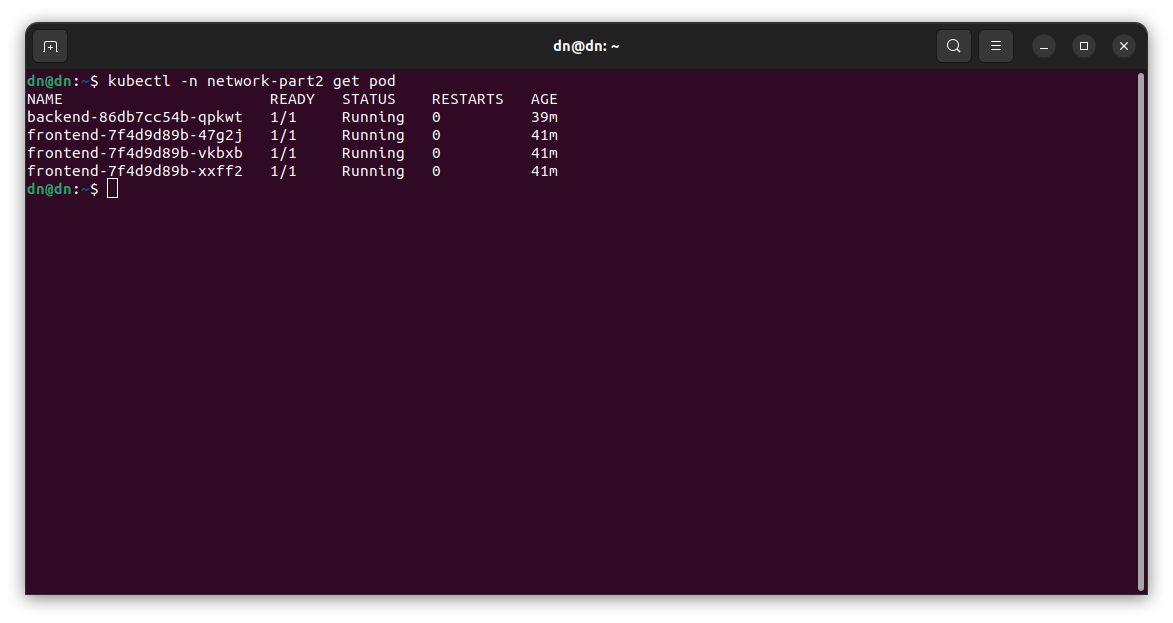 dn@dn: ~
dn@dn:~$ kubectl -n network-part2 get pod
NAME                       READY   STATUS    RESTARTS   AGE
backend-86db7cc54b-qpkwt   1/1     Running   0          39m
frontend-7f4d9d89b-47g2j   1/1     Running   0          41m
frontend-7f4d9d89b-vkbxb   1/1     Running   0          41m
frontend-7f4d9d89b-xxff2   1/1     Running   0          41m
dn@dn:~$